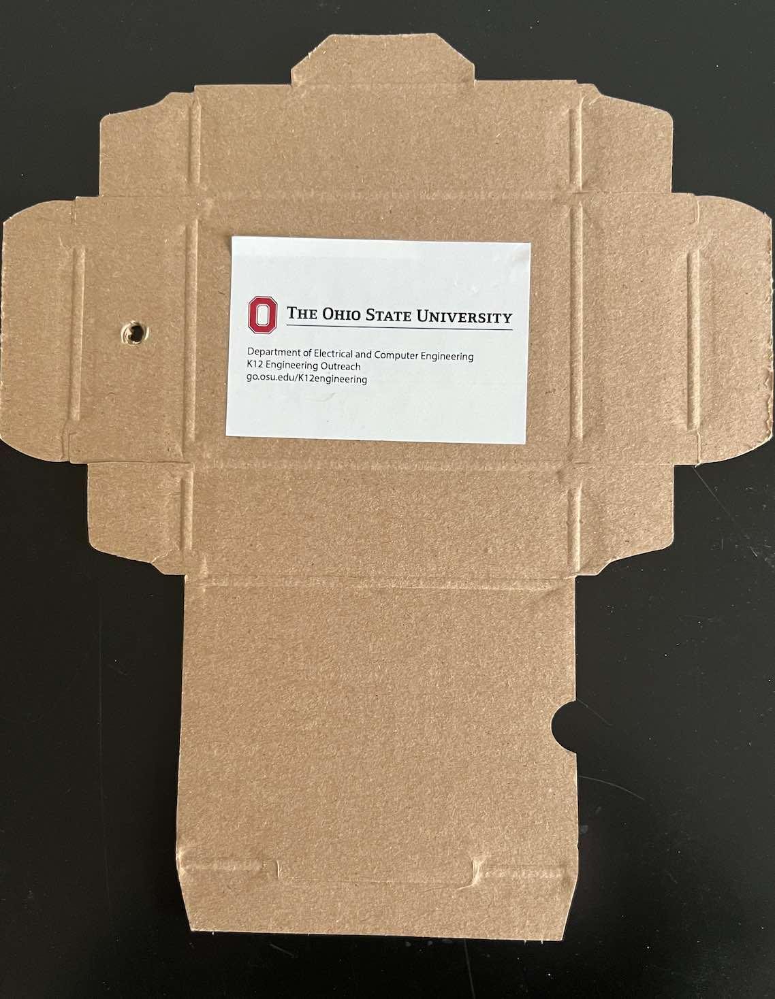 THE OHIO STATE UNIVERSITY
Department of Electrical and Computer Engineering
K12 Engineering Outreach
go.osu.edu/K12engineering